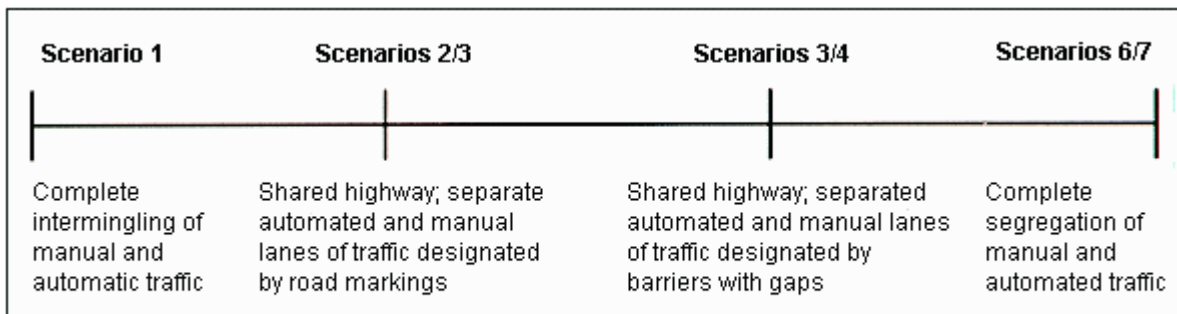 Scenario 1
Scenarios 2/3
Scenarios 3/4
Scenarios 6/7
Complete
intermingling of
manual and
automatic traffic
Shared highway; separate
automated and manual
lanes of traffic designated
by road markings
Shared highway; separated
automated and manual lanes
of traffic designated by
barriers with gaps
Complete
segregation of
manual and
automated traffic